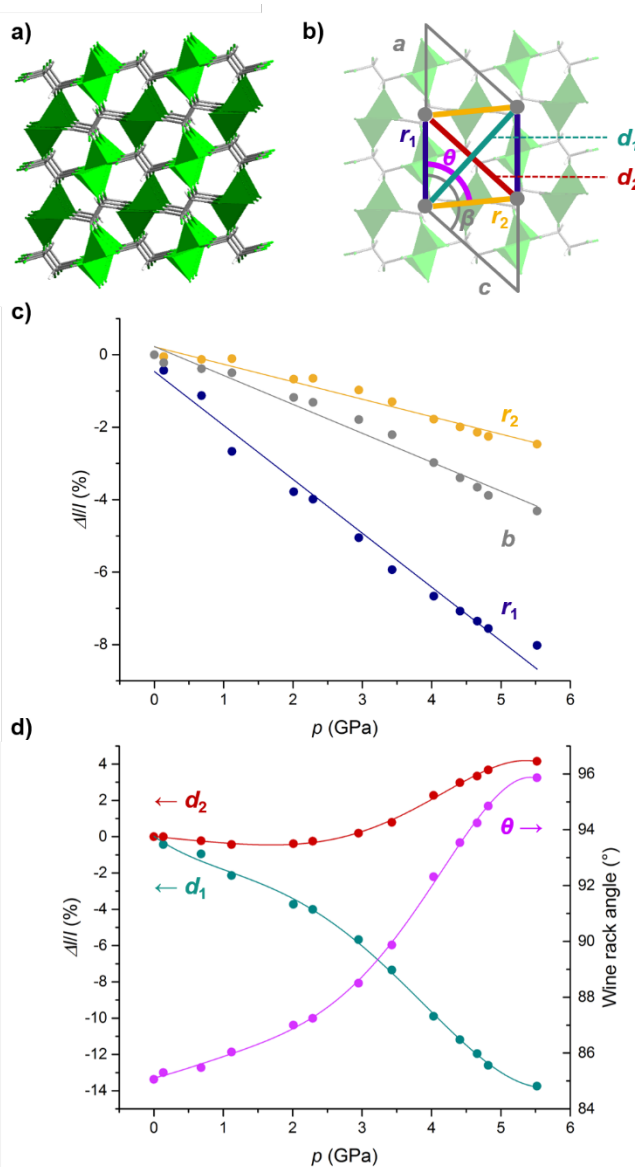 a)
b)
a
r1
θ
β
r2
c
d1
d2
c)
0
-2
-4
-6
-8
Δl/l (%)
r2
b
r1
0 1 2 3 4 5 6
p (GPa)
d)
4
2
0
-2
-4
-6
-8
-10
-12
-14
Δl/l (%)
← d2
← d1
θ →
96
94
92
90
88
86
84
Wine rack angle (°)
0 1 2 3 4 5 6
p (GPa)